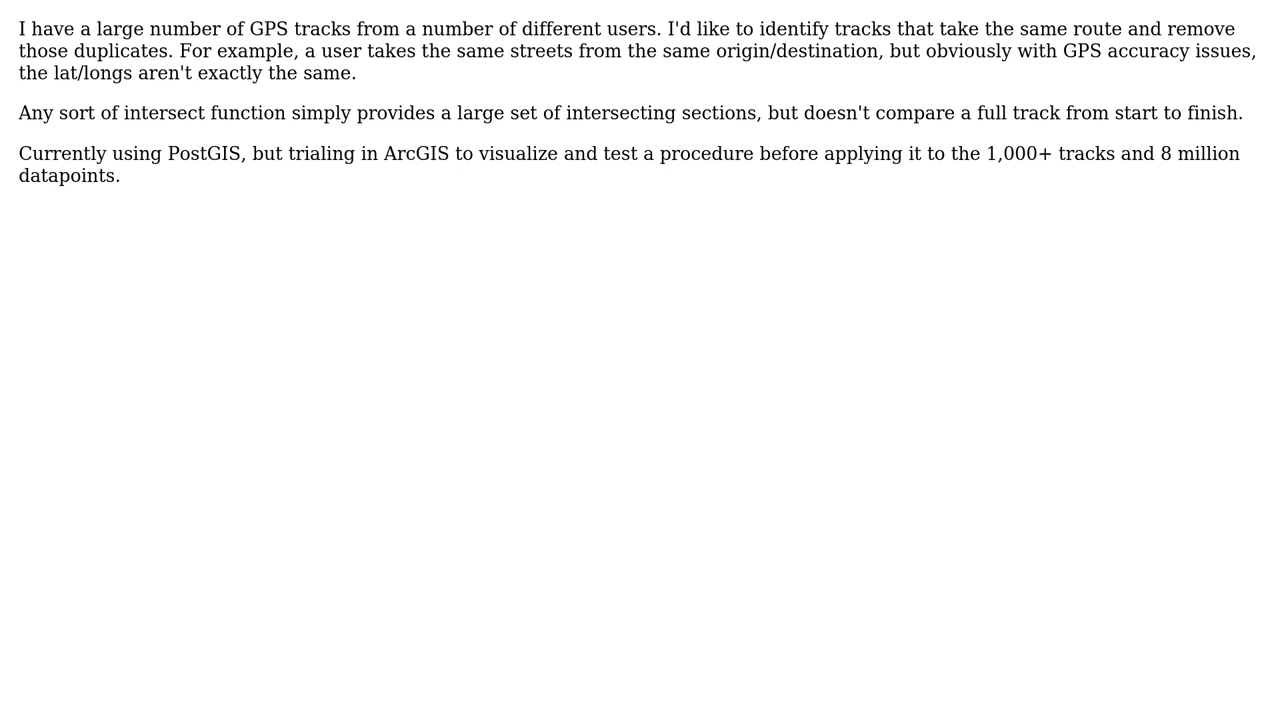 I have a large number of GPS tracks from a number of different users. I'd like to identify tracks that take the same route and remove
those duplicates. For example, a user takes the same streets from the same origin/destination, but obviously with GPS accuracy issues,
the lat/longs aren't exactly the same.
Any sort of intersect function simply provides a large set of intersecting sections, but doesn't compare a full track from start to finish.
Currently using PostGIS, but trialing in ArcGIS to visualize and test a procedure before applying it to the 1,000+ tracks and 8 million
datapoints.